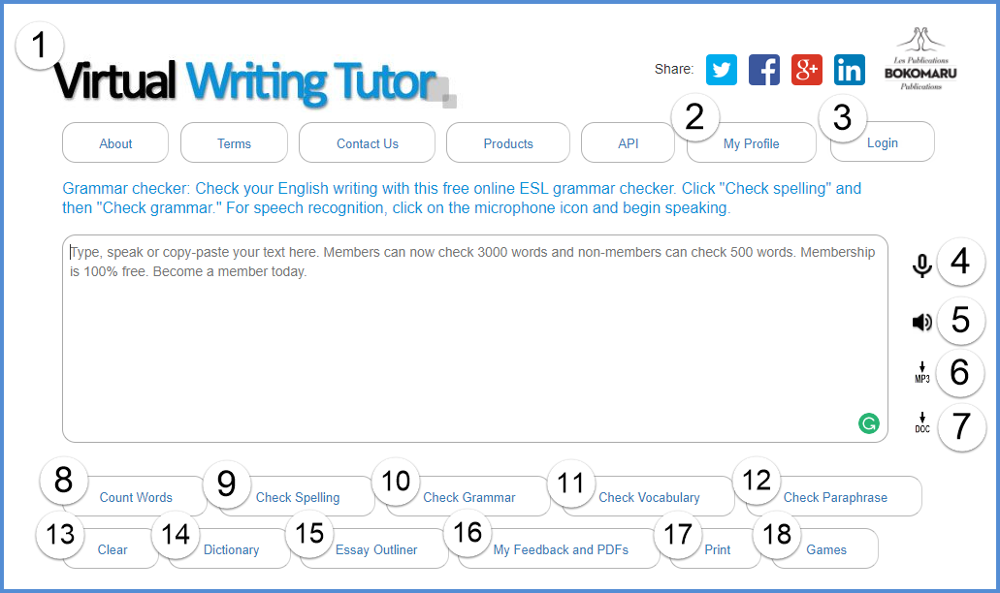 1
Virtual Writing Tutor
Share:
Les Publications
BOKOMARU
Publications
2
3
About
Terms
Contact Us
Products
API
My Profile
Login
Grammar checker: Check your English writing with this free online ESL grammar checker. Click "Check spelling" and
then "Check grammar." For speech recognition, click on the microphone icon and begin speaking.
Type, speak or copy-paste your text here. Members can now check 3000 words and non-members can check 500 words. Membership
is 100% free. Become a member today.
4
5
MP3
6
DOC
7
8
Count Words
9
Check Spelling
10
Check Grammar
11
Check Vocabulary
12
Check Paraphrase
13
Clear
14
Dictionary
15
Essay Outliner
16
My Feedback and PDFs
17
Print
18
Games